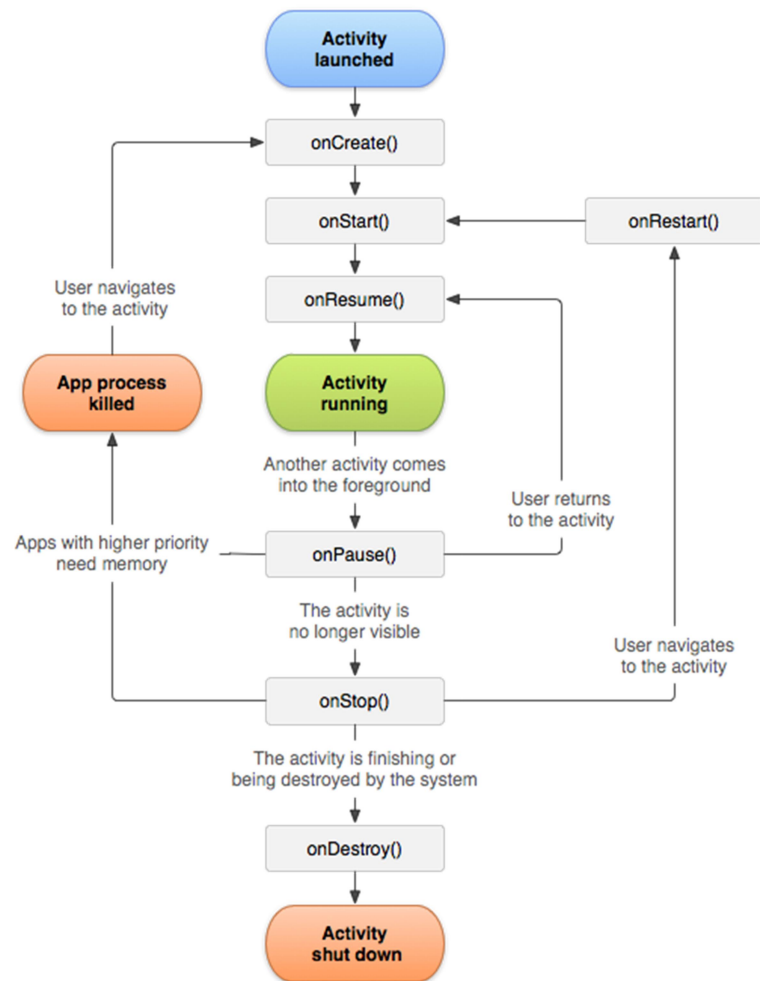 Activity
launched
onCreate()
onStart()
onRestart()
onResume()
User navigates
to the activity
App process
killed
Activity
running
Another activity comes
into the foreground
User returns
to the activity
Apps with higher priority
need memory
onPause()
The activity is
no longer visible
User navigates
to the activity
onStop()
The activity is finishing or
being destroyed by the system
onDestroy()
Activity
shut down